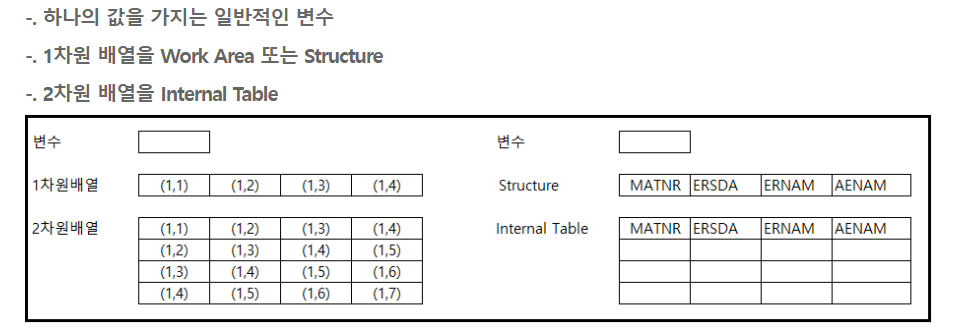 -. 하나의 값을 가지는 일반적인 변수
-. 1차원 배열을 Work Area 또는 Structure
-. 2차원 배열을 Internal Table
변수 변수
1차원배열 (1,1) (1,2) (1,3) (1,4) Structure MATNR ERSDA ERNAM AENAM
2차원배열 (1,1) (1,2) (1,3) (1,4) Internal Table MATNR ERSDA ERNAM AENAM
(1,2) (1,3) (1,4) (1,5)
(1,3) (1,4) (1,5) (1,6)
(1,4) (1,5) (1,6) (1,7)